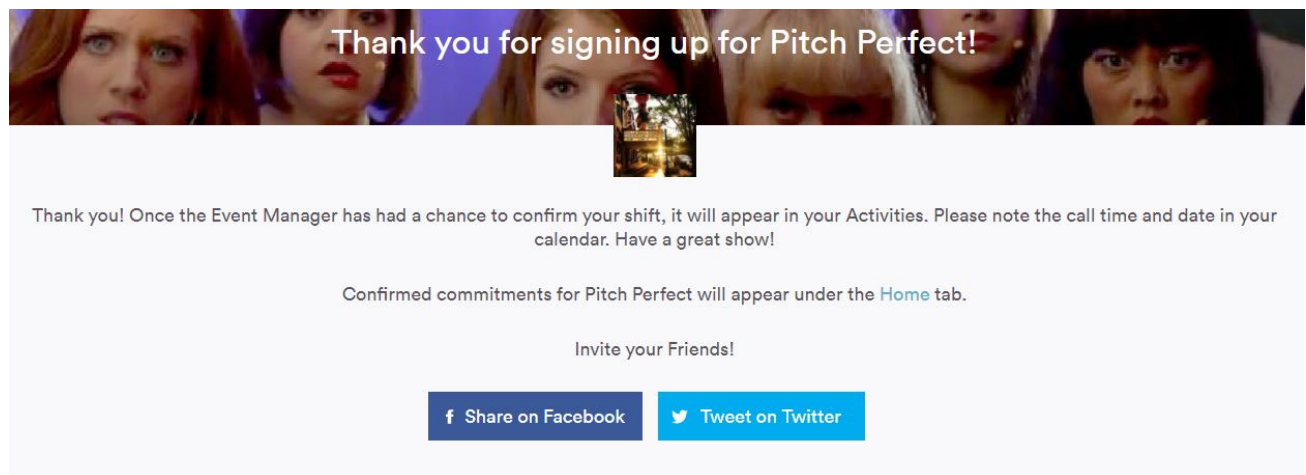 Thank you for signing up for Pitch Perfect!
Thank you! Once the Event Manager has had a chance to confirm your shift, it will appear in your Activities. Please note the call time and date in your
calendar. Have a great show!
Confirmed commitments for Pitch Perfect will appear under the Home tab.
Invite your Friends!
Share on Facebook
Tweet on Twitter